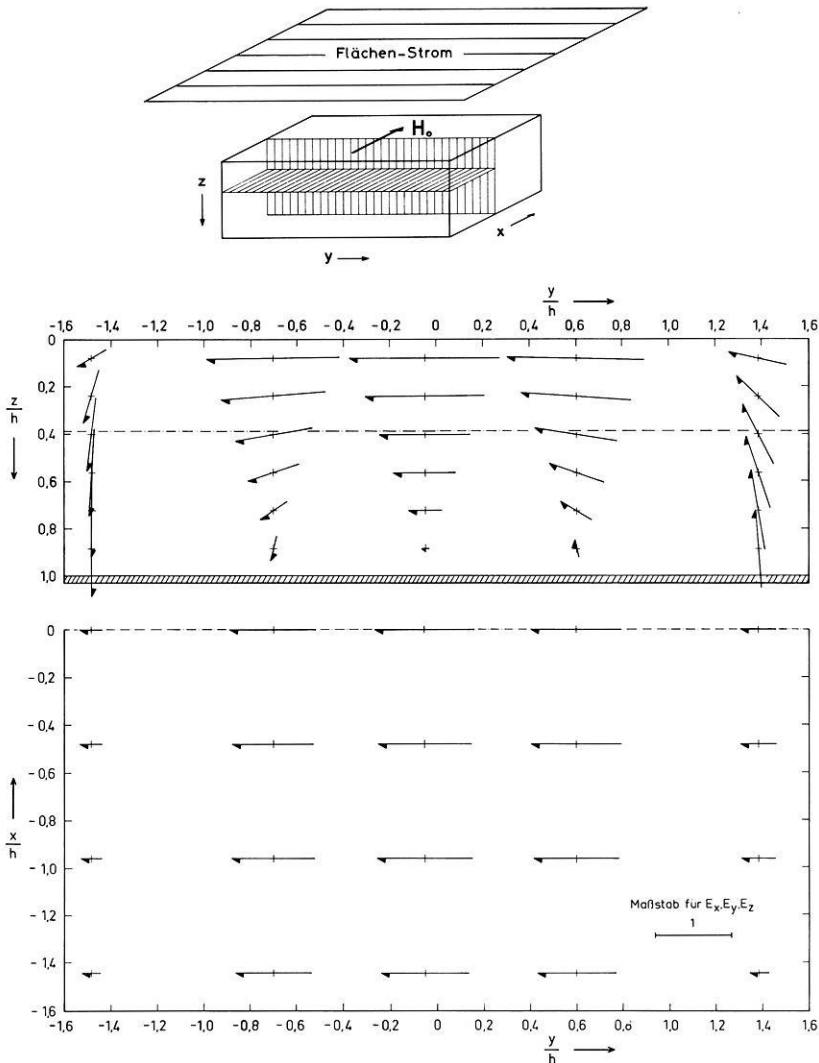 Flächen-Strom
H₀
z
x
y
y/h
-1,6 -1,4 -1,2 -1,0 -0,8 -0,6 -0,4 -0,2 0 0,2 0,4 0,6 0,8 1,0 1,2 1,4 1,6
0
0,2
z/h
0,4
0,6
0,8
1,0
0
-0,2
-0,4
-0,6
-0,8
x/h
-1,0
-1,2
Maßstab für Ex,Ey,Ez
1
-1,4
-1,6
-1,6 -1,4 -1,2 -1,0 -0,8 -0,6 -0,4 -0,2 0 0,2 0,4 0,6 0,8 1,0 1,2 1,4 1,6
y/h